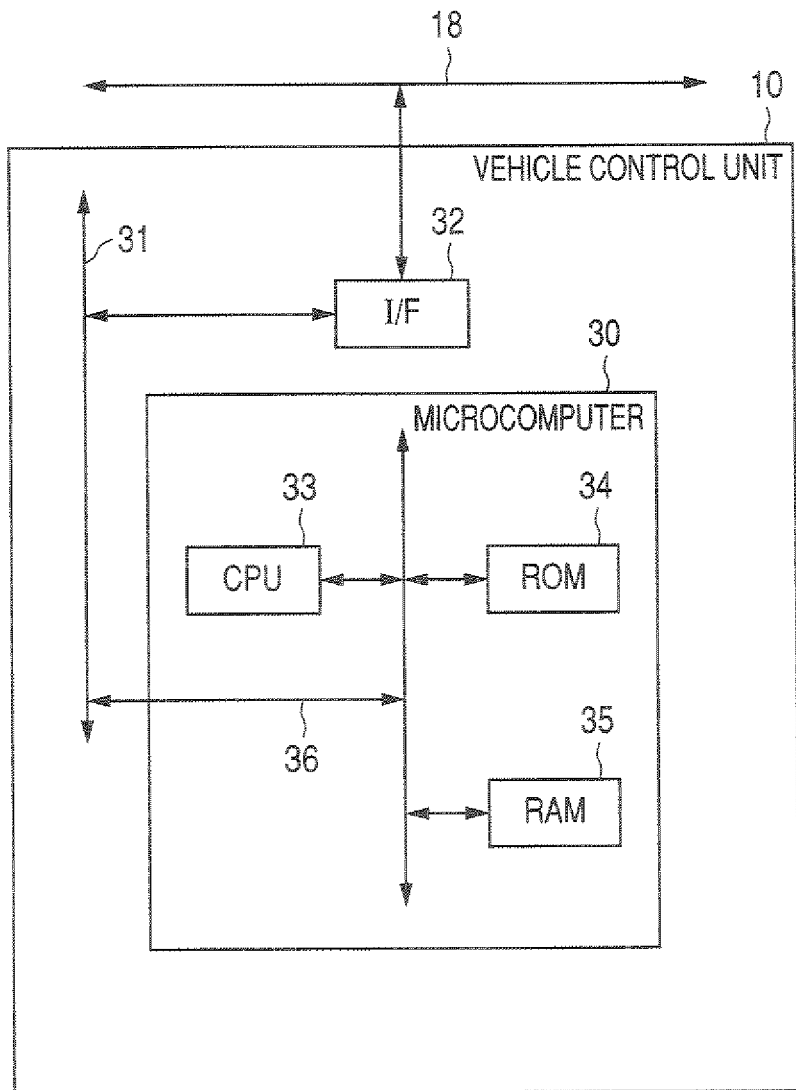 18
10
VEHICLE CONTROL UNIT
31
32
I/F
30
MICROCOMPUTER
33
34
CPU
ROM
36
35
RAM